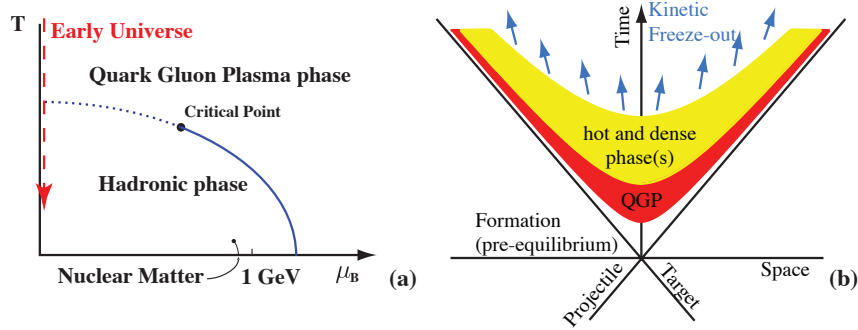 T
Early Universe
Quark Gluon Plasma phase
Critical Point
Hadronic phase
Nuclear Matter
1 GeV
μB
(a)
Kinetic
Freeze-out
Time
hot and dense
phase(s)
QGP
Formation
(pre-equilibrium)
Projectile
Target
Space
(b)